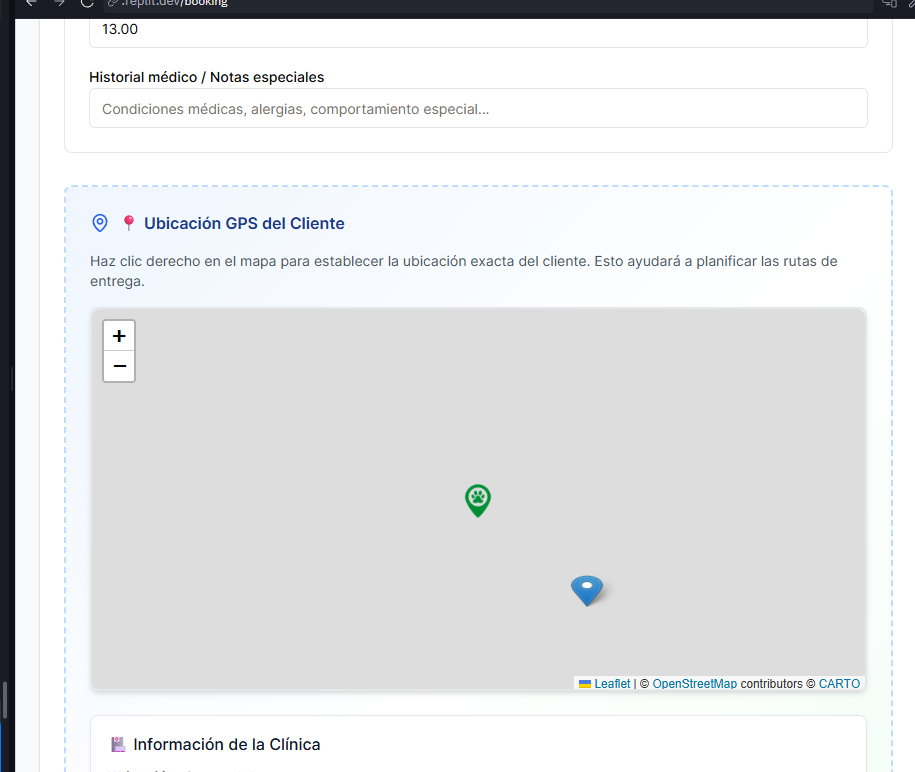 .replit.dev/booking
13.00
Historial médico / Notas especiales
Condiciones médicas, alergias, comportamiento especial...
Ubicación GPS del Cliente
Haz clic derecho en el mapa para establecer la ubicación exacta del cliente. Esto ayudará a planificar las rutas de
entrega.
+
−
Leaflet | © OpenStreetMap contributors © CARTO
Información de la Clínica